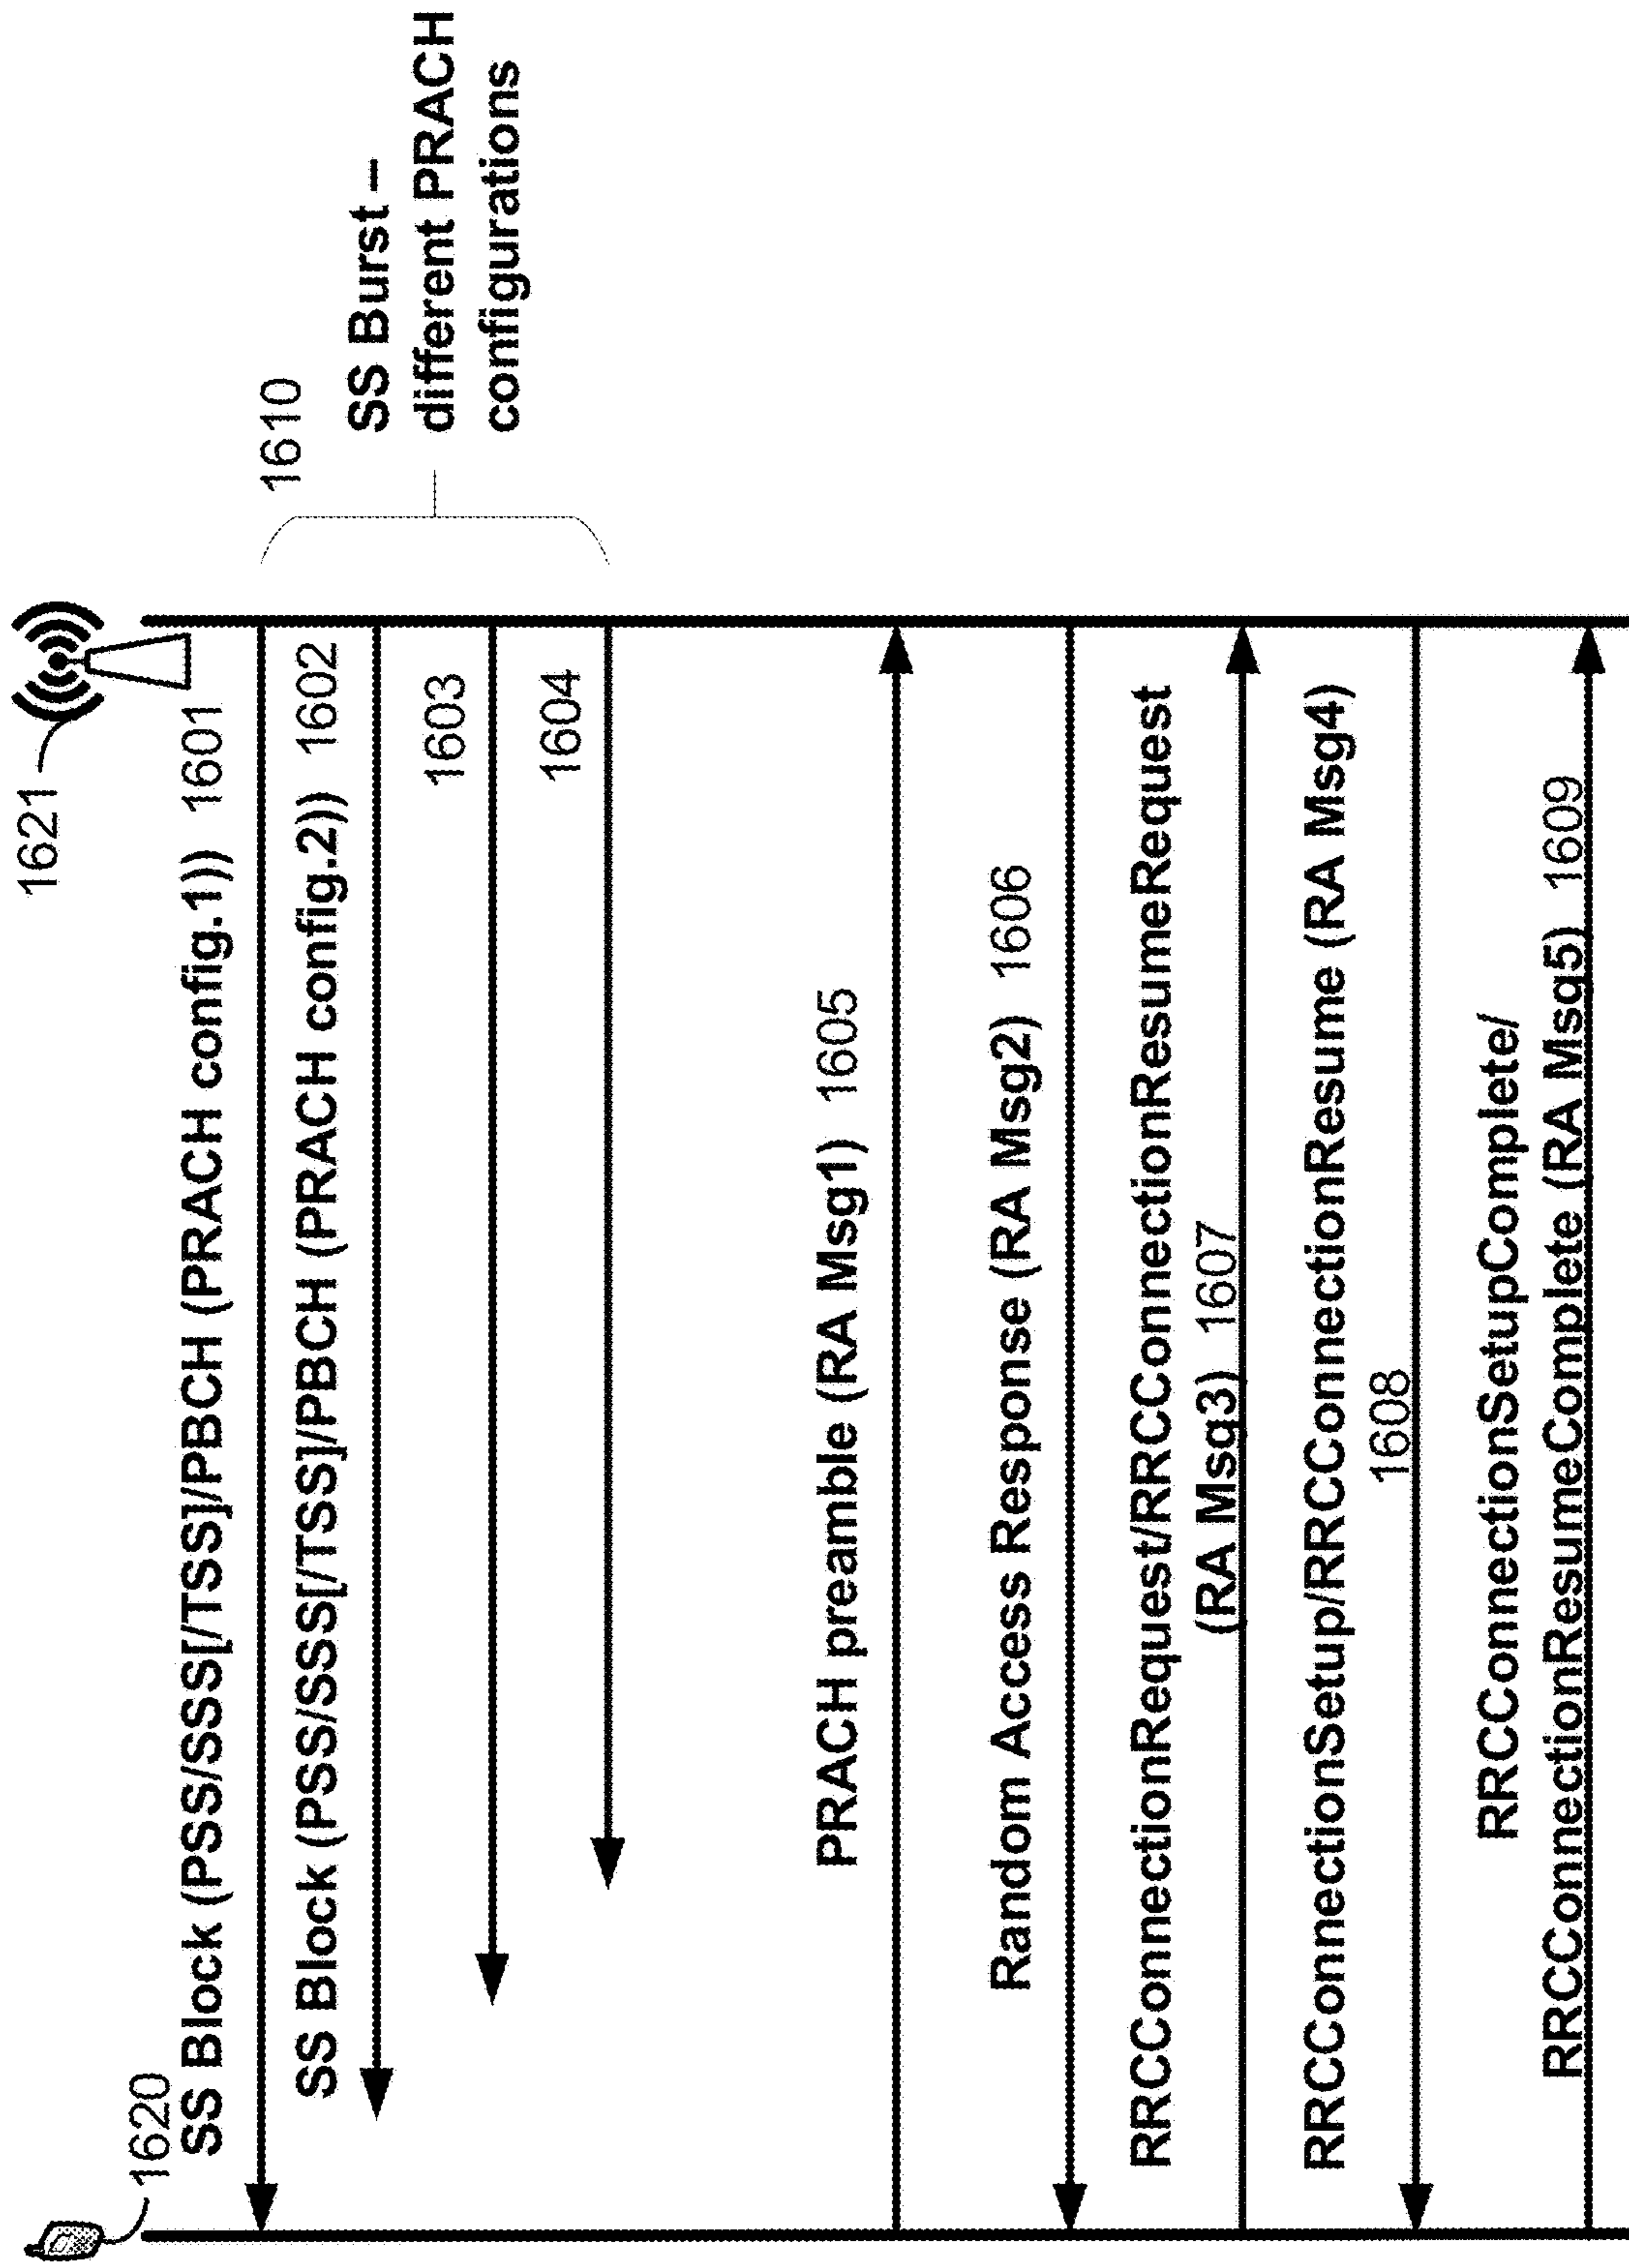 1620
1621
SS Block (PSS/SSS[/TSS]/PBCH (PRACH config.1)) 1601
SS Block (PSS/SSS[/TSS]/PBCH (PRACH config.2)) 1602
1603
1604
1610
SS Burst –
different PRACH
configurations
PRACH preamble (RA Msg1) 1605
Random Access Response (RA Msg2) 1606
RRCConnectionRequest/RRCConnectionResumeRequest
(RA Msg3) 1607
RRCConnectionSetup/RRCConnectionResume (RA Msg4)
1608
RRCConnectionSetupComplete/
RRCConnectionResumeComplete (RA Msg5) 1609